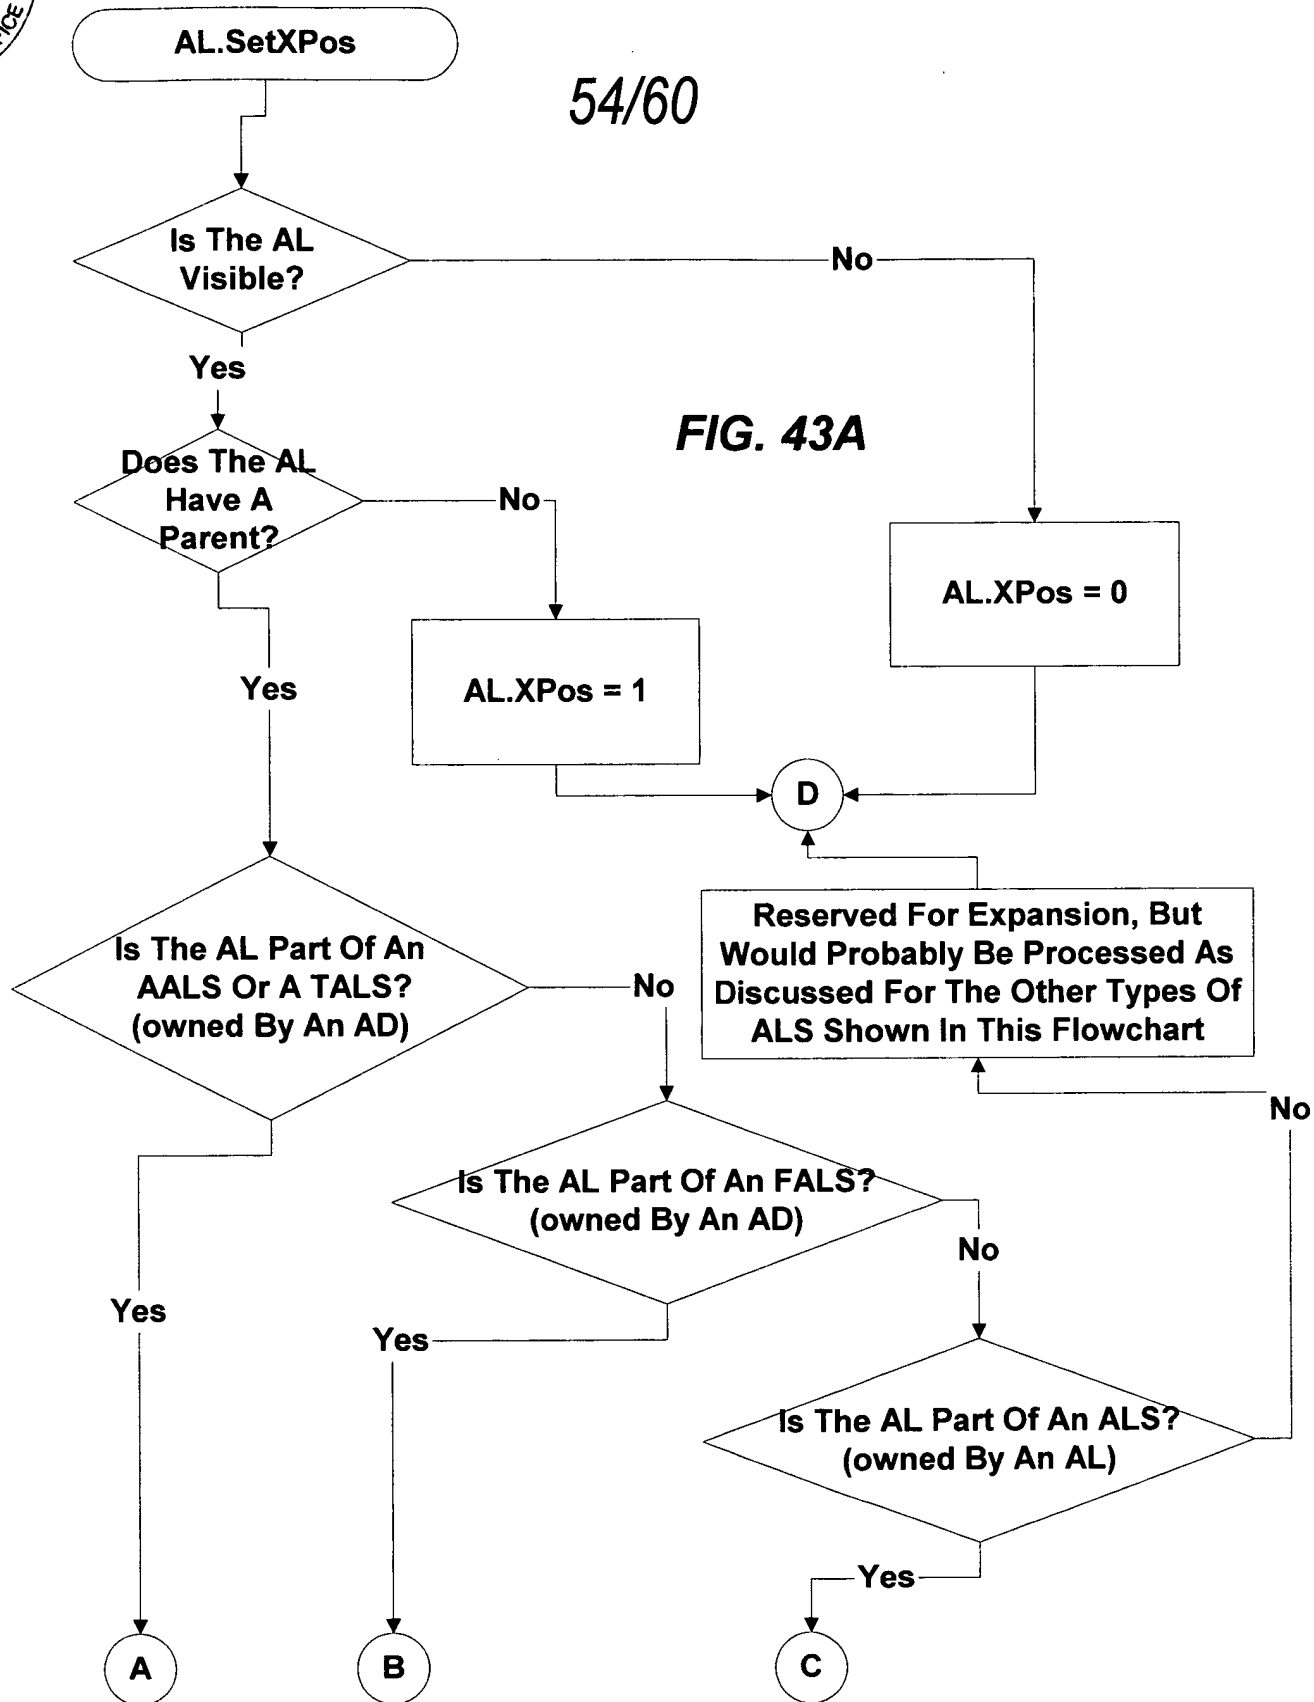 AL.SetXPos
54/60
Is The AL
Visible?
No
Yes
FIG. 43A
Does The AL
Have A
Parent?
No
AL.XPos = 0
Yes
AL.XPos = 1
D
Reserved For Expansion, But
Would Probably Be Processed As
Discussed For The Other Types Of
ALS Shown In This Flowchart
Is The AL Part Of An
AALS Or A TALS?
(owned By An AD)
No
No
Is The AL Part Of An FALS?
(owned By An AD)
No
Yes
Yes
Is The AL Part Of An ALS?
(owned By An AL)
Yes
A
B
C